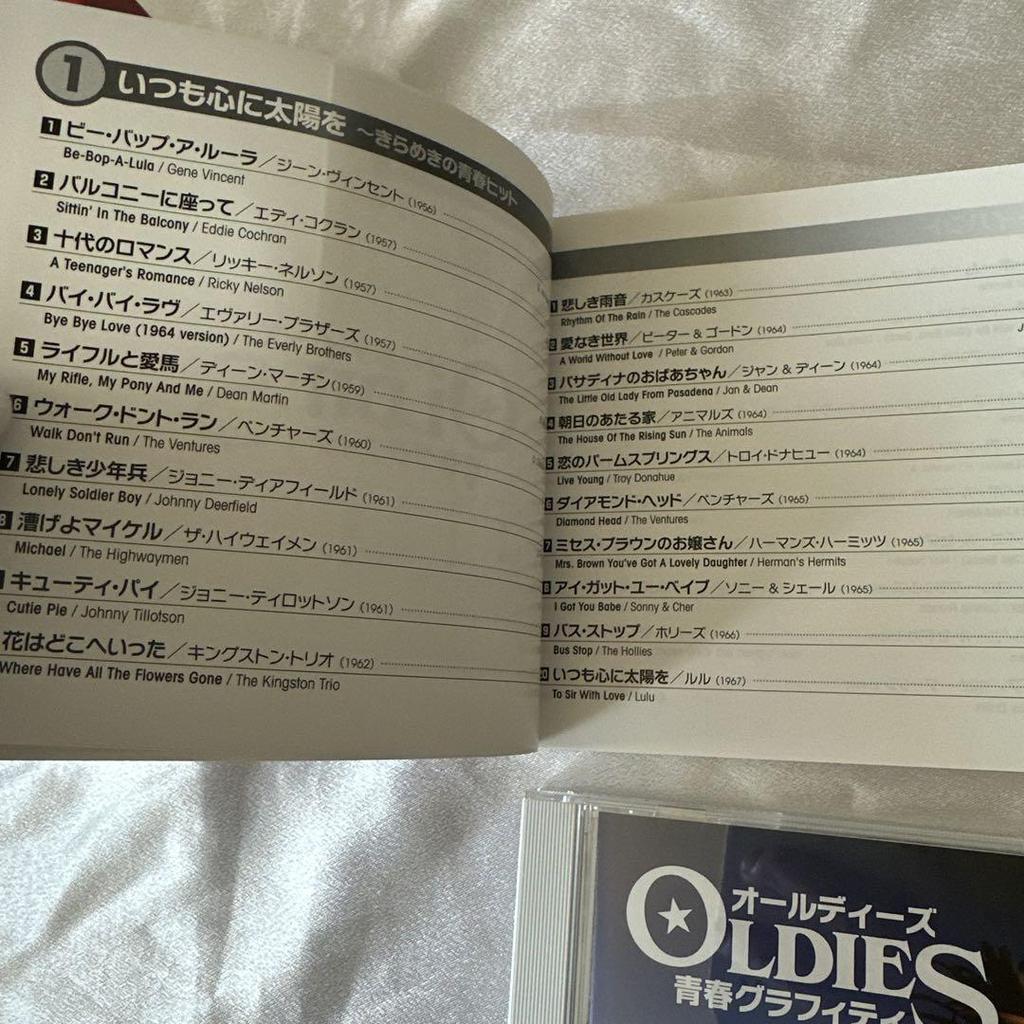 1 いつも心に太陽を ～きらめきの青春ヒット
1 ビー・バップ・ア・ルーラ／ジーン・ヴィンセント (1956)
Be-Bop-A-Lula / Gene Vincent
2 バルコニーに座って／エディ・コクラン (1957)
Sittin' In The Balcony / Eddie Cochran
3 十代のロマンス／リッキー・ネルソン (1957)
A Teenager's Romance / Ricky Nelson
4 バイ・バイ・ラヴ／エヴァリー・ブラザーズ (1957)
Bye Bye Love (1964 version) / The Everly Brothers
5 ライフルと愛馬／ディーン・マーチン (1959)
My Rifle, My Pony And Me / Dean Martin
6 ウォーク・ドント・ラン／ベンチャーズ (1960)
Walk Don't Run / The Ventures
7 悲しき少年兵／ジョニー・ディアフィールド (1961)
Lonely Soldier Boy / Johnny Deerfield
8 漕げよマイケル／ザ・ハイウェイメン (1961)
Michael / The Highwaymen
キューティ・パイ／ジョニー・ティロットソン (1961)
Cutie Pie / Johnny Tillotson
花はどこへいった／キングストン・トリオ (1962)
Where Have All The Flowers Gone / The Kingston Trio
1 悲しき雨音／カスケーズ (1963)
Rhythm Of The Rain / The Cascades
2 愛なき世界／ピーター & ゴードン (1964)
A World Without Love / Peter & Gordon
3 パサディナのおばあちゃん／ジャン & ディーン (1964)
The Little Old Lady From Pasadena / Jan & Dean
4 朝日のあたる家／アニマルズ (1964)
The House Of The Rising Sun / The Animals
5 恋のパームスプリングス／トロイ・ドナヒュー (1964)
Live Young / Troy Donahue
6 ダイアモンド・ヘッド／ベンチャーズ (1965)
Diamond Head / The Ventures
7 ミセス・ブラウンのお嬢さん／ハーマンズ・ハーミッツ (1965)
Mrs. Brown You've Got A Lovely Daughter / Herman's Hermits
8 アイ・ガット・ユー・ベイブ／ソニー & シェール (1965)
I Got You Babe / Sonny & Cher
9 バス・ストップ／ホリーズ (1966)
Bus Stop / The Hollies
20 いつも心に太陽を／ルル (1967)
To Sir With Love / Lulu
オールディーズ
OLDIES
青春グラフィティ